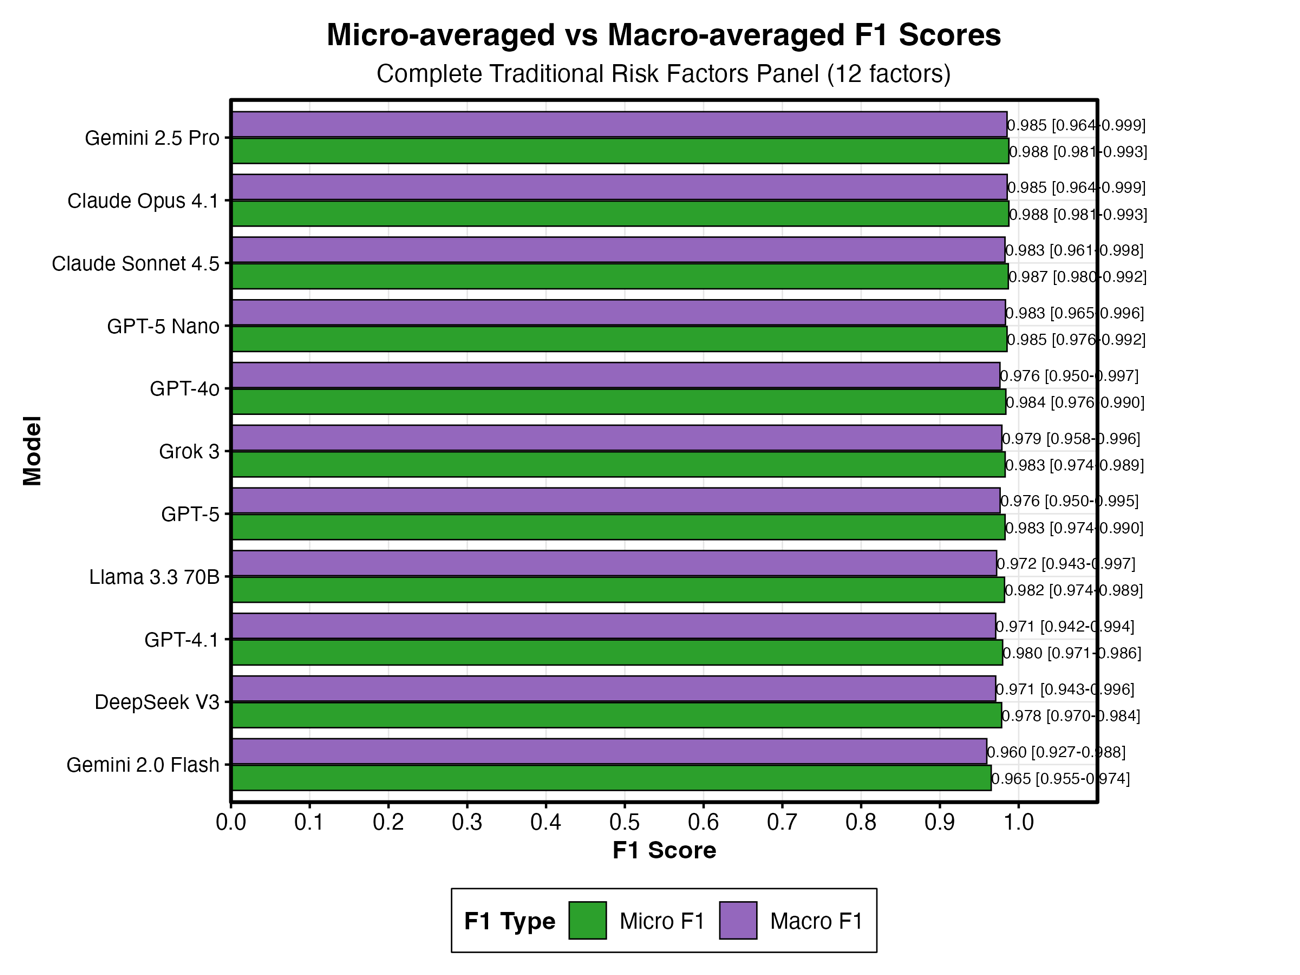 Micro-averaged vs Macro-averaged F1 Scores
Complete Traditional Risk Factors Panel (12 factors)
Model
Gemini 2.5 Pro
0.985 [0.964-0.999]
0.988 [0.981-0.993]
Claude Opus 4.1
0.985 [0.964-0.999]
0.988 [0.981-0.993]
Claude Sonnet 4.5
0.983 [0.961-0.998]
0.987 [0.980-0.992]
GPT-5 Nano
0.983 [0.965-0.996]
0.985 [0.976-0.992]
GPT-4o
0.976 [0.950-0.997]
0.984 [0.976-0.990]
Grok 3
0.979 [0.958-0.996]
0.983 [0.974-0.989]
GPT-5
0.976 [0.950-0.995]
0.983 [0.974-0.990]
Llama 3.3 70B
0.972 [0.943-0.997]
0.982 [0.974-0.989]
GPT-4.1
0.971 [0.942-0.994]
0.980 [0.971-0.986]
DeepSeek V3
0.971 [0.943-0.996]
0.978 [0.970-0.984]
Gemini 2.0 Flash
0.960 [0.927-0.988]
0.965 [0.955-0.974]
0.0 0.1 0.2 0.3 0.4 0.5 0.6 0.7 0.8 0.9 1.0
F1 Score
F1 Type Micro F1 Macro F1